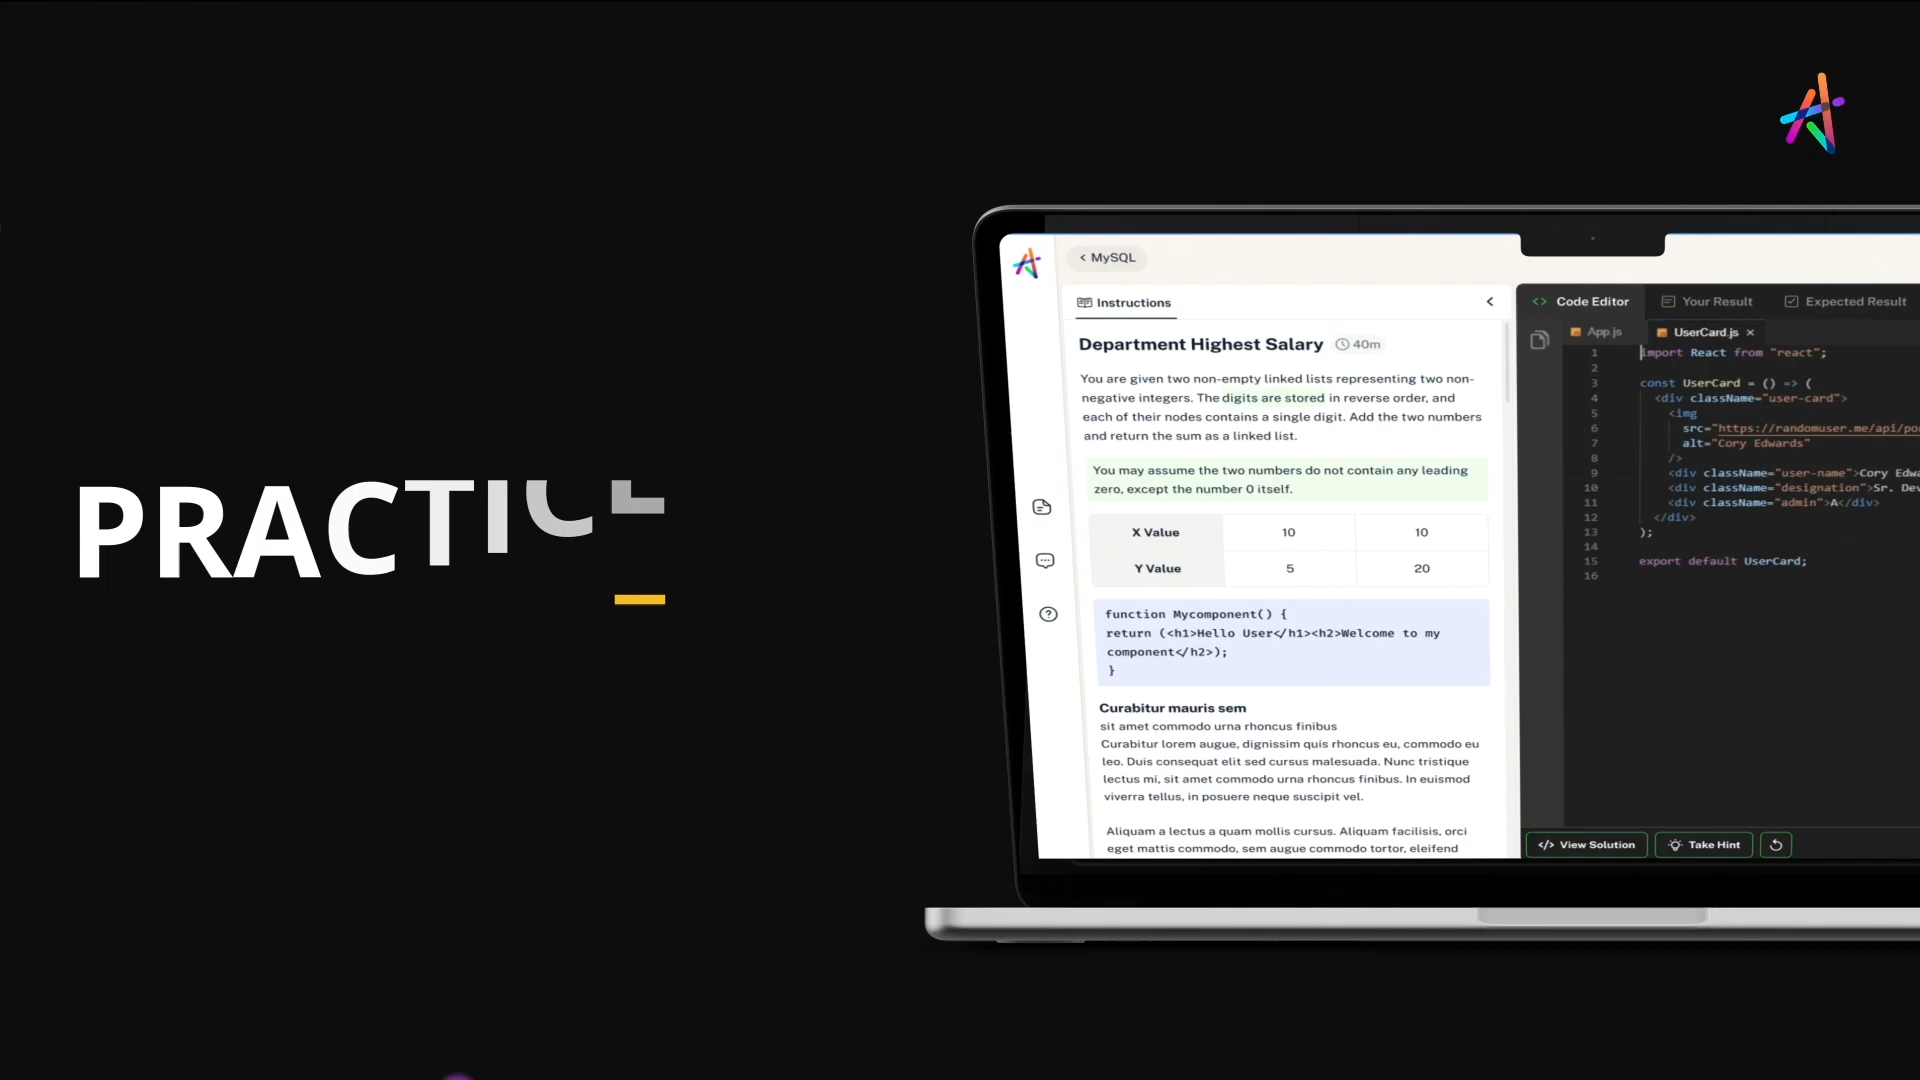 PRACTICE
MySQL
Instructions
Department Highest Salary 40m
You are given two non-empty linked lists representing two non-
negative integers. The digits are stored in reverse order, and
each of their nodes contains a single digit. Add the two numbers
and return the sum as a linked list.
You may assume the two numbers do not contain any leading
zero, except the number 0 itself.
X Value 10 10
Y Value 5 20
function Mycomponent() {
return (<h1>Hello User</h1><h2>Welcome to my
component</h2>);
}
Curabitur mauris sem
sit amet commodo urna rhoncus finibus
Curabitur lorem augue, dignissim quis rhoncus eu, commodo eu
leo. Duis consequat elit sed cursus malesuada. Nunc tristique
lectus mi, sit amet commodo urna rhoncus finibus. In euismod
viverra tellus, in posuere neque suscipit vel.
Aliquam a lectus a quam mollis cursus. Aliquam facilisis, orci
eget mattis commodo, sem augue commodo tortor, eleifend
<> Code Editor Your Result Expected Result
App.js UserCard.js
1 import React from "react";
2
3 const UserCard = () => (
4 <div className="user-card">
5 <img
6 src="https://randomuser.me/api/po
7 alt="Cory Edwards"
8 />
9 <div className="user-name">Cory Edwa
10 <div className="designation">Sr. Dev
11 <div className="admin">A</div>
12 </div>
13 );
14
15 export default UserCard;
16
</> View Solution Take Hint